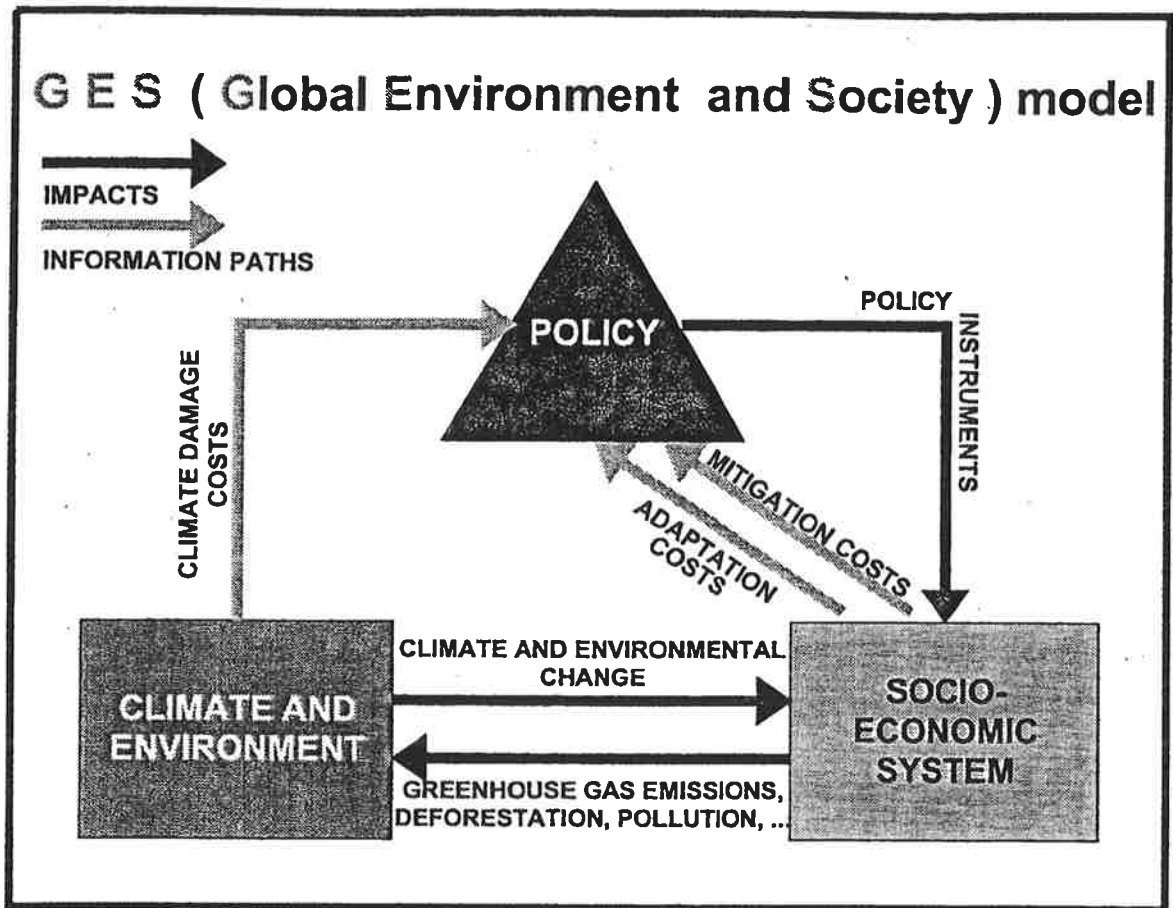 G E S ( Global Environment and Society ) model
IMPACTS
INFORMATION PATHS
POLICY
POLICY
INSTRUMENTS
CLIMATE DAMAGE
COSTS
MITIGATION COSTS
ADAPTATION
COSTS
CLIMATE AND ENVIRONMENTAL
CHANGE
CLIMATE AND
ENVIRONMENT
SOCIO-
ECONOMIC
SYSTEM
GREENHOUSE GAS EMISSIONS,
DEFORESTATION, POLLUTION, ...